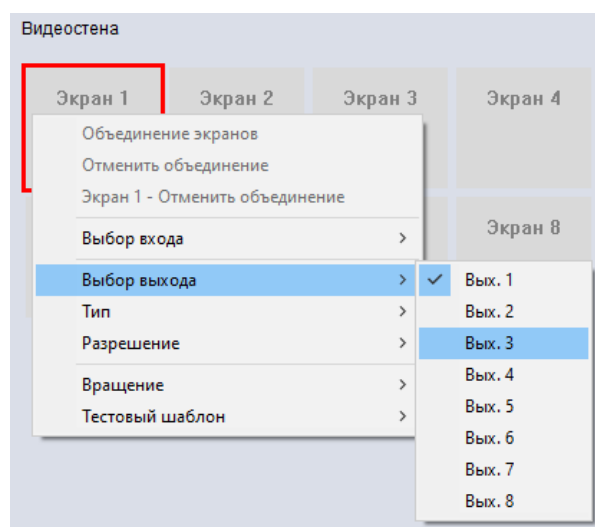 Видеостена
Экран 1 Экран 2 Экран 3 Экран 4
Объединение экранов
Отменить объединение
Экран 1 - Отменить объединение
Выбор входа
Экран 8
Выбор выхода
Тип
Разрешение
Вращение
Тестовый шаблон
Вых. 1
Вых. 2
Вых. 3
Вых. 4
Вых. 5
Вых. 6
Вых. 7
Вых. 8